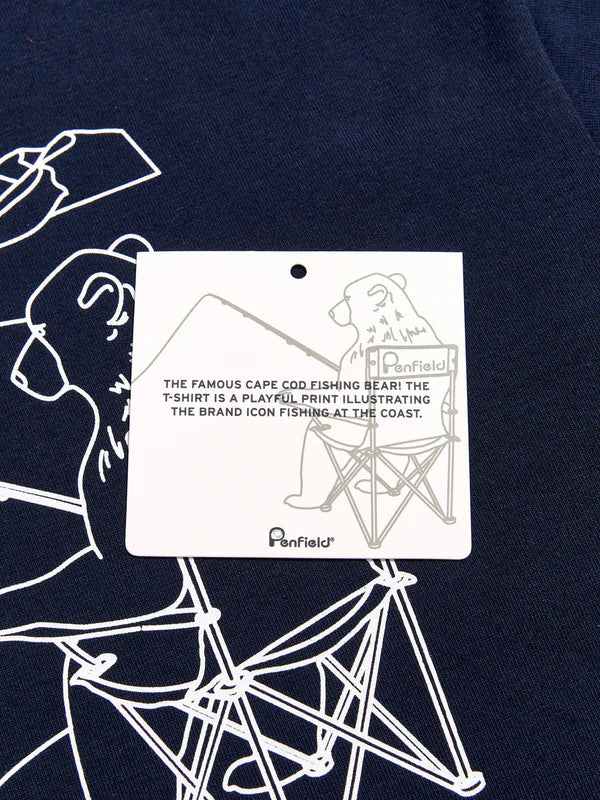 Penfield
THE FAMOUS CAPE COD FISHING BEAR! THE
T-SHIRT IS A PLAYFUL PRINT ILLUSTRATING
THE BRAND ICON FISHING AT THE COAST.
Penfield®